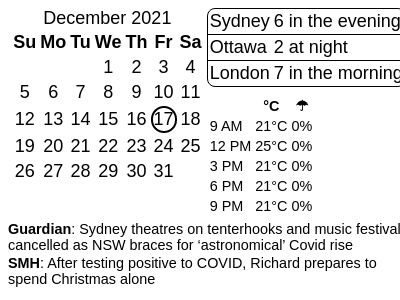 December 2021
Su Mo Tu We Th Fr Sa
1 2 3 4
5 6 7 8 9 10 11
12 13 14 15 16 17 18
19 20 21 22 23 24 25
26 27 28 29 30 31
Sydney 6 in the evening
Ottawa 2 at night
London 7 in the morning
°C ☂
9 AM 21°C 0%
12 PM 25°C 0%
3 PM 21°C 0%
6 PM 21°C 0%
9 PM 21°C 0%
Guardian: Sydney theatres on tenterhooks and music festival
cancelled as NSW braces for ‘astronomical’ Covid rise
SMH: After testing positive to COVID, Richard prepares to
spend Christmas alone